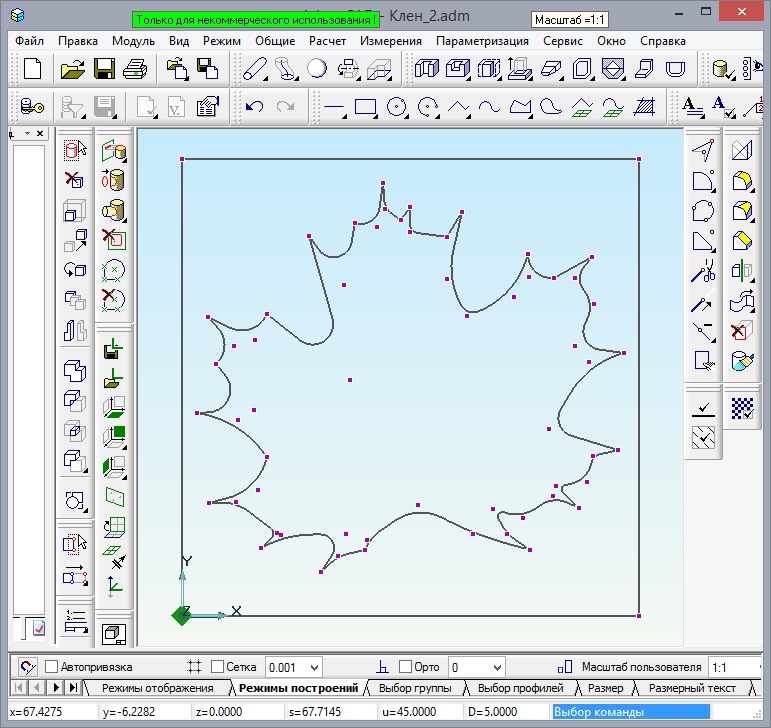 Только для некоммерческого использования ! - Клен_2.adm
Масштаб =1:1
Файл Правка Модуль Вид Режим Общие Расчет Измерения Параметризация Сервис Окно Справка
Y
Z X
Автопривязка Сетка 0.001 Орто 0 Масштаб пользователя 1:1
Режимы отображения Режимы построений Выбор группы Выбор профилей Размер Размерный текст
x=67.4275 y=-6.2282 z=0.0000 s=67.7145 u=45.0000 D=5.0000 Выбор команды